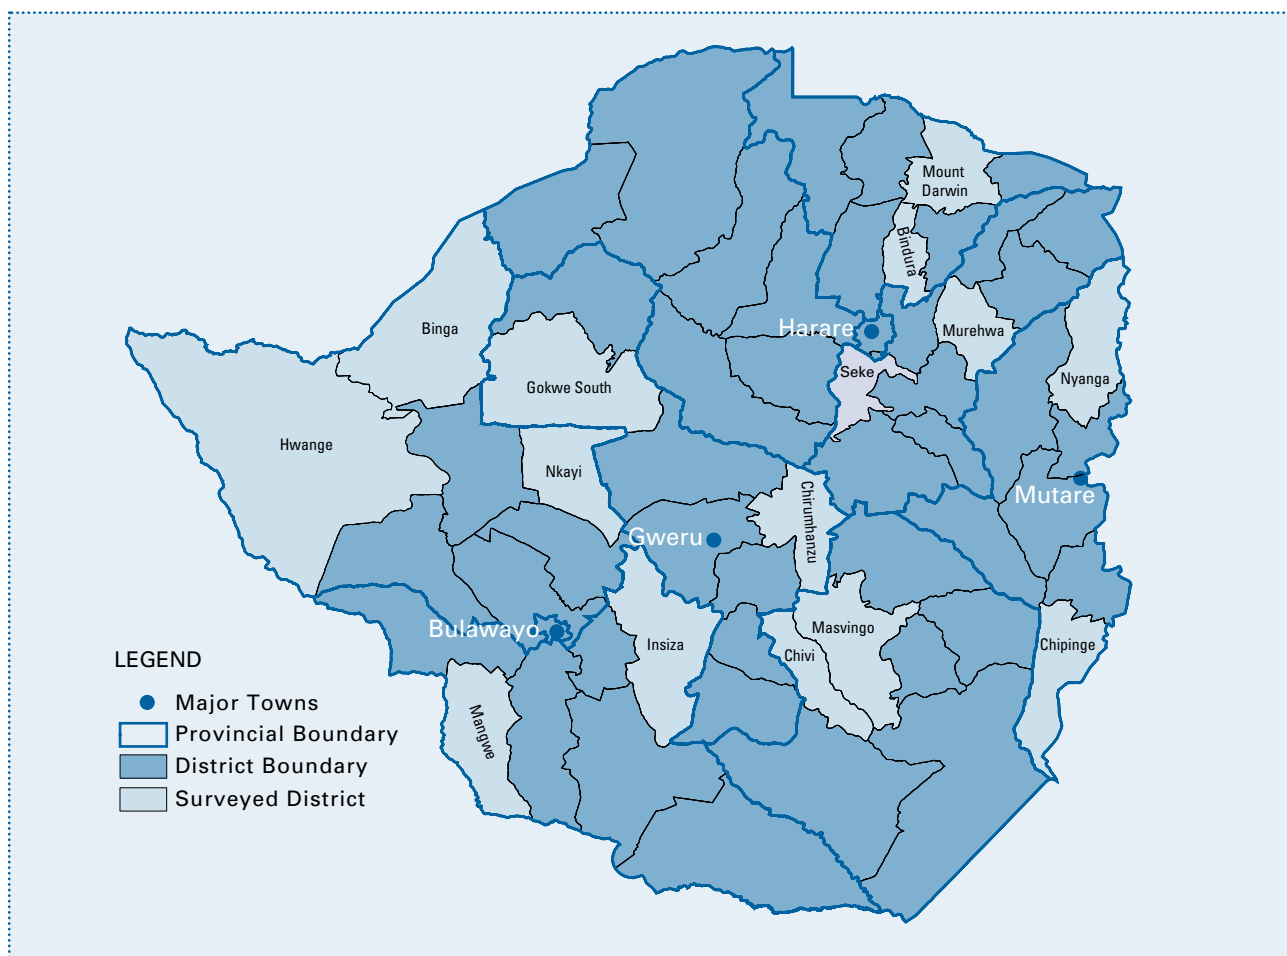 Mount
Darwin
Bindura
Binga
Harare
Murehwa
Seke
Nyanga
Gokwe South
Hwange
Nkayi
Chirumhanzu
Mutare
Gweru
Bulawayo
Insiza
Masvingo
Chivi
Chipinge
Mangwe
LEGEND
Major Towns
Provincial Boundary
District Boundary
Surveyed District